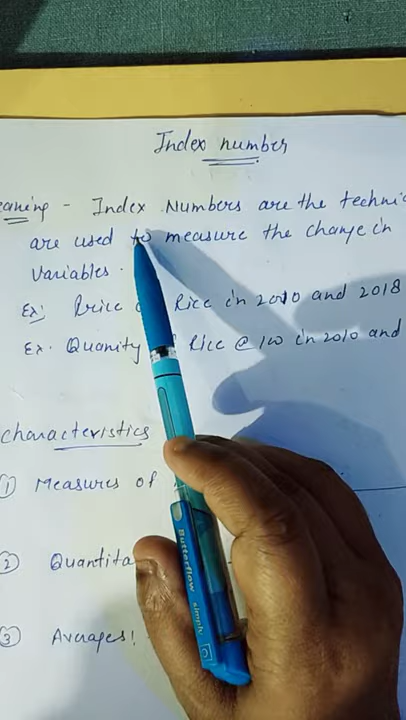 Index number
eaning - Index Numbers are the techni
are used to measure the change in
Variables.
Ex: Price Rice in 2010 and 2018
Ex. Quanity Rice @ 100 in 2010 and
characteristics
① Measures of
② Quantita
③ Averages!
Butterflow
simply